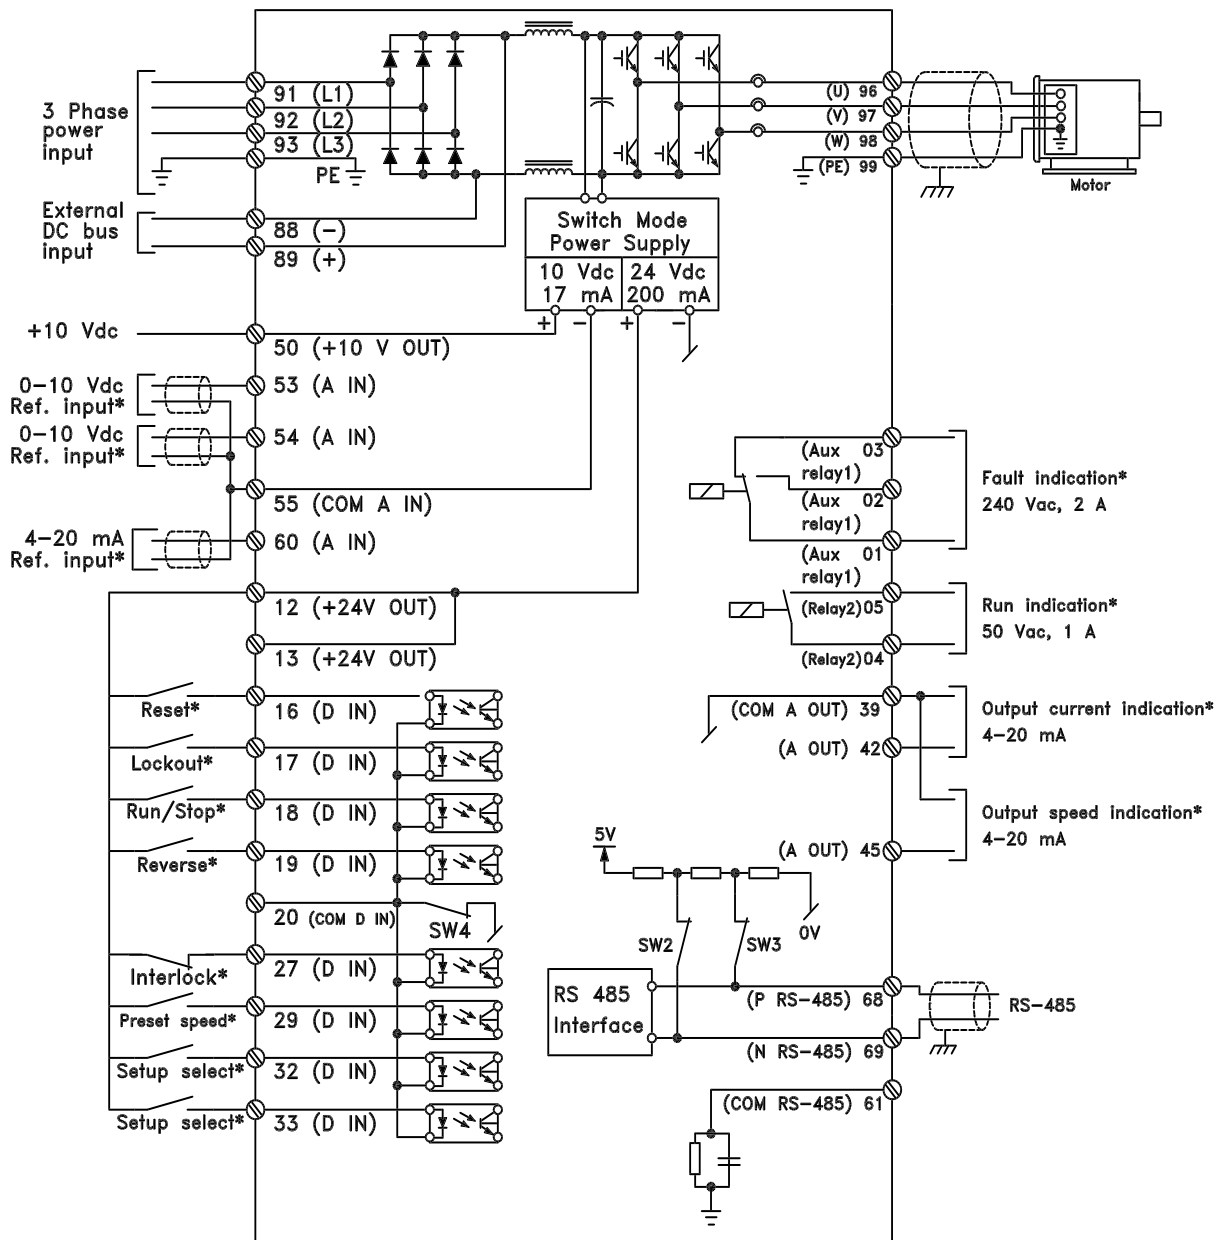 3 Phase
power
input
91 (L1)
92 (L2)
93 (L3)
PE
External
DC bus
input
88 (−)
89 (+)
Switch Mode
Power Supply
10 Vdc
17 mA
24 Vdc
200 mA
+ − + −
(U) 96
(V) 97
(W) 98
(PE) 99
Motor
+10 Vdc
50 (+10 V OUT)
0−10 Vdc
Ref. input*
53 (A IN)
0−10 Vdc
Ref. input*
54 (A IN)
55 (COM A IN)
4−20 mA
Ref. input*
60 (A IN)
12 (+24V OUT)
13 (+24V OUT)
Reset*
16 (D IN)
Lockout*
17 (D IN)
Run/Stop*
18 (D IN)
Reverse*
19 (D IN)
20 (COM D IN)
SW4
Interlock*
27 (D IN)
Preset speed*
29 (D IN)
Setup select*
32 (D IN)
Setup select*
33 (D IN)
(Aux 03
relay1)
(Aux 02
relay1)
(Aux 01
relay1)
Fault indication*
240 Vac, 2 A
(Relay2) 05
(Relay2) 04
Run indication*
50 Vac, 1 A
(COM A OUT) 39
(A OUT) 42
Output current indication*
4−20 mA
(A OUT) 45
Output speed indication*
4−20 mA
5V
0V
SW2
SW3
RS 485
Interface
(P RS−485) 68
(N RS−485) 69
RS−485
(COM RS−485) 61